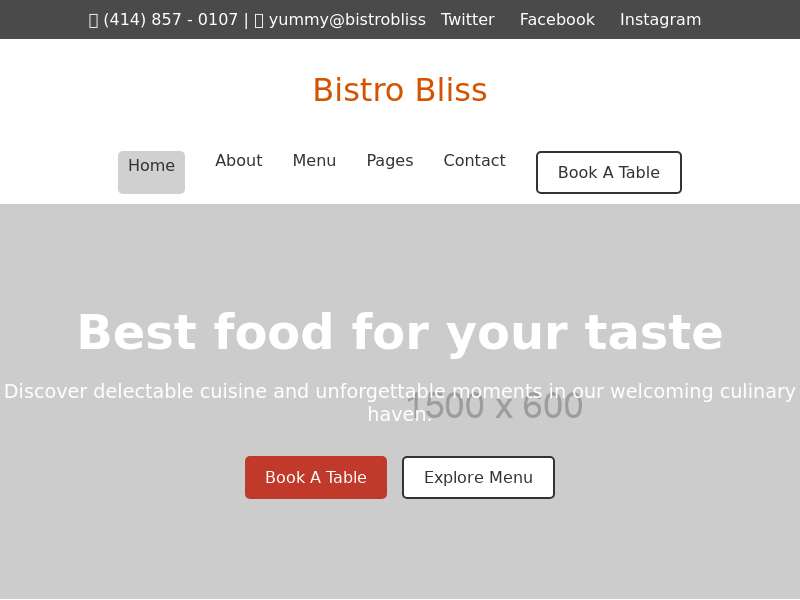 (414) 857 - 0107 | yummy@bistrobliss Twitter Facebook Instagram
Bistro Bliss
Home About Menu Pages Contact Book A Table
Best food for your taste
Discover delectable cuisine and unforgettable moments in our welcoming culinary
haven.
1500 x 600
Book A Table Explore Menu